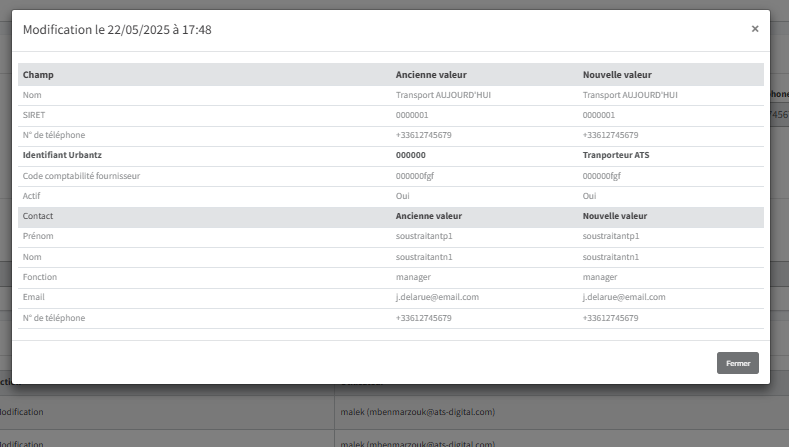 Modification le 22/05/2025 à 17:48 ×
Champ Ancienne valeur Nouvelle valeur
Nom Transport AUJOURD'HUI Transport AUJOURD'HUI
SIRET 0000001 0000001
N° de téléphone +33612745679 +33612745679
Identifiant Urbantz 000000 Tranporteur ATS
Code comptabilité fournisseur 000000fgf 000000fgf
Actif Oui Oui
Contact Ancienne valeur Nouvelle valeur
Prénom soustraitantp1 soustraitantp1
Nom soustraitantn1 soustraitantn1
Fonction manager manager
Email j.delarue@email.com j.delarue@email.com
N° de téléphone +33612745679 +33612745679
Fermer
odification malek (mbenmarzouk@ats-digital.com)
odification malek (mbenmarzouk@ats-digital.com)